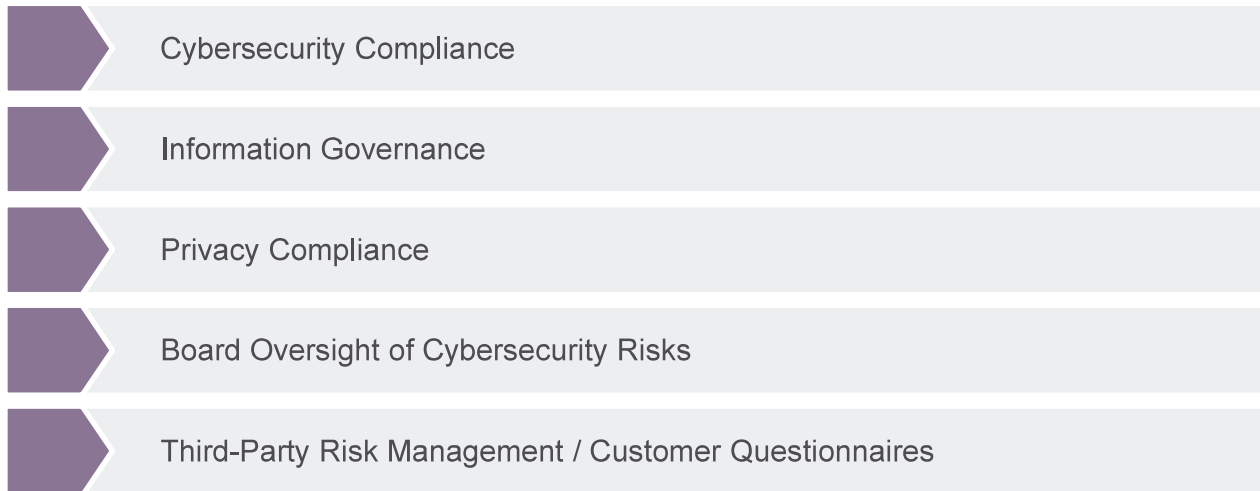 Cybersecurity Compliance
Information Governance
Privacy Compliance
Board Oversight of Cybersecurity Risks
Third-Party Risk Management / Customer Questionnaires